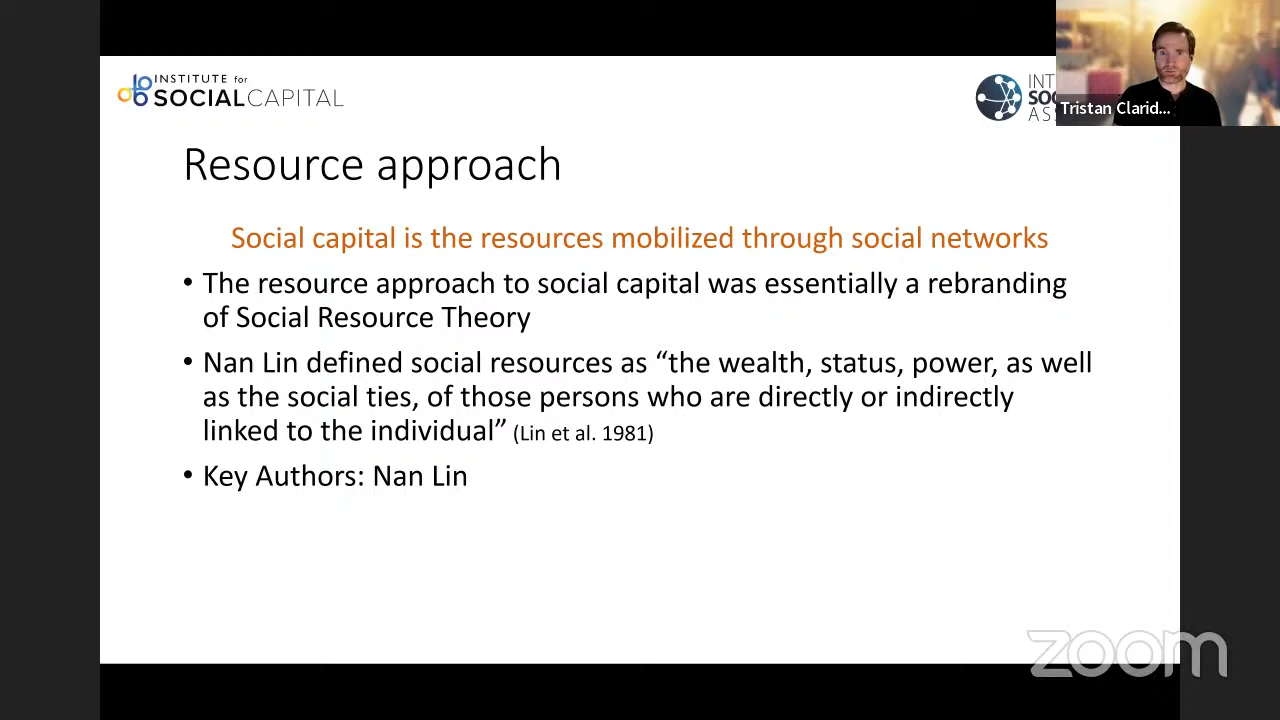 INSTITUTE for
SOCIALCAPITAL
INT
SOC
ASS
Tristan Clarid...
Resource approach
Social capital is the resources mobilized through social networks
• The resource approach to social capital was essentially a rebranding
of Social Resource Theory
• Nan Lin defined social resources as “the wealth, status, power, as well
as the social ties, of those persons who are directly or indirectly
linked to the individual” (Lin et al. 1981)
• Key Authors: Nan Lin
zoom